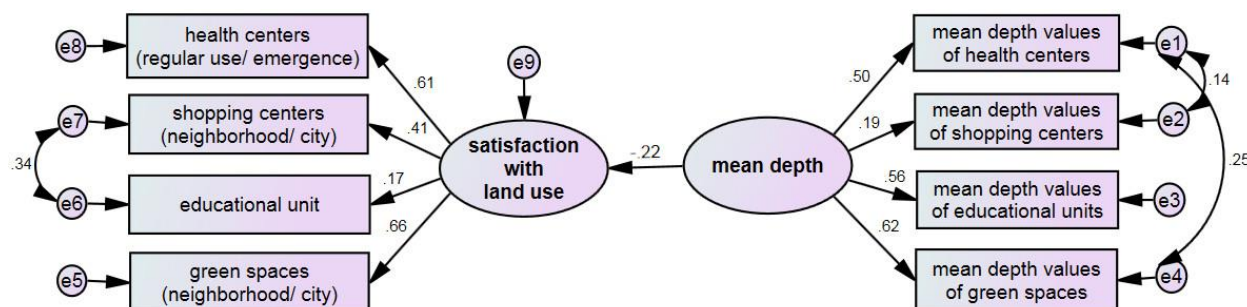 e8
health centers
(regular use/ emergence)
.61
e7
shopping centers
(neighborhood/ city)
.41
.34
e6
educational unit
.17
e5
green spaces
(neighborhood/ city)
.66
e9
satisfaction
with
land use
-.22
mean depth
.50
mean depth values
of health centers
e1
.14
.19
mean depth values
of shopping centers
e2
.25
.56
mean depth values
of educational units
e3
.62
mean depth values
of green spaces
e4